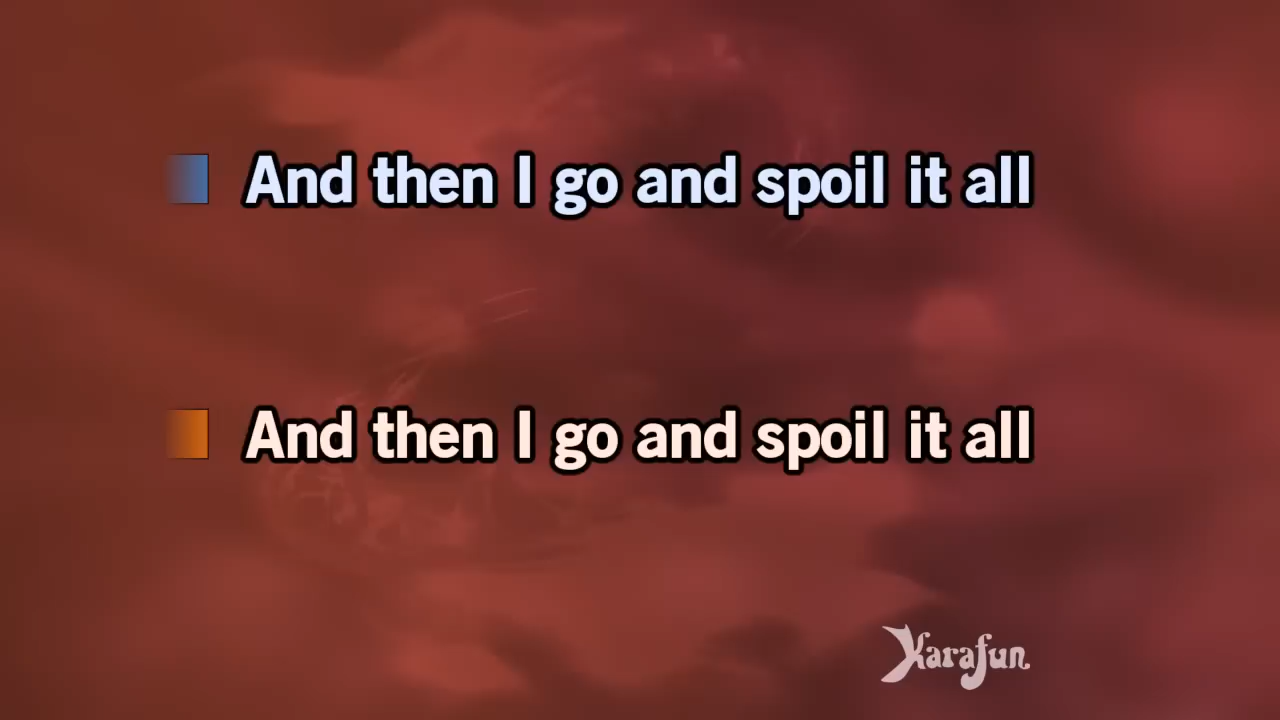 And then I go and spoil it all
And then I go and spoil it all
Karafun